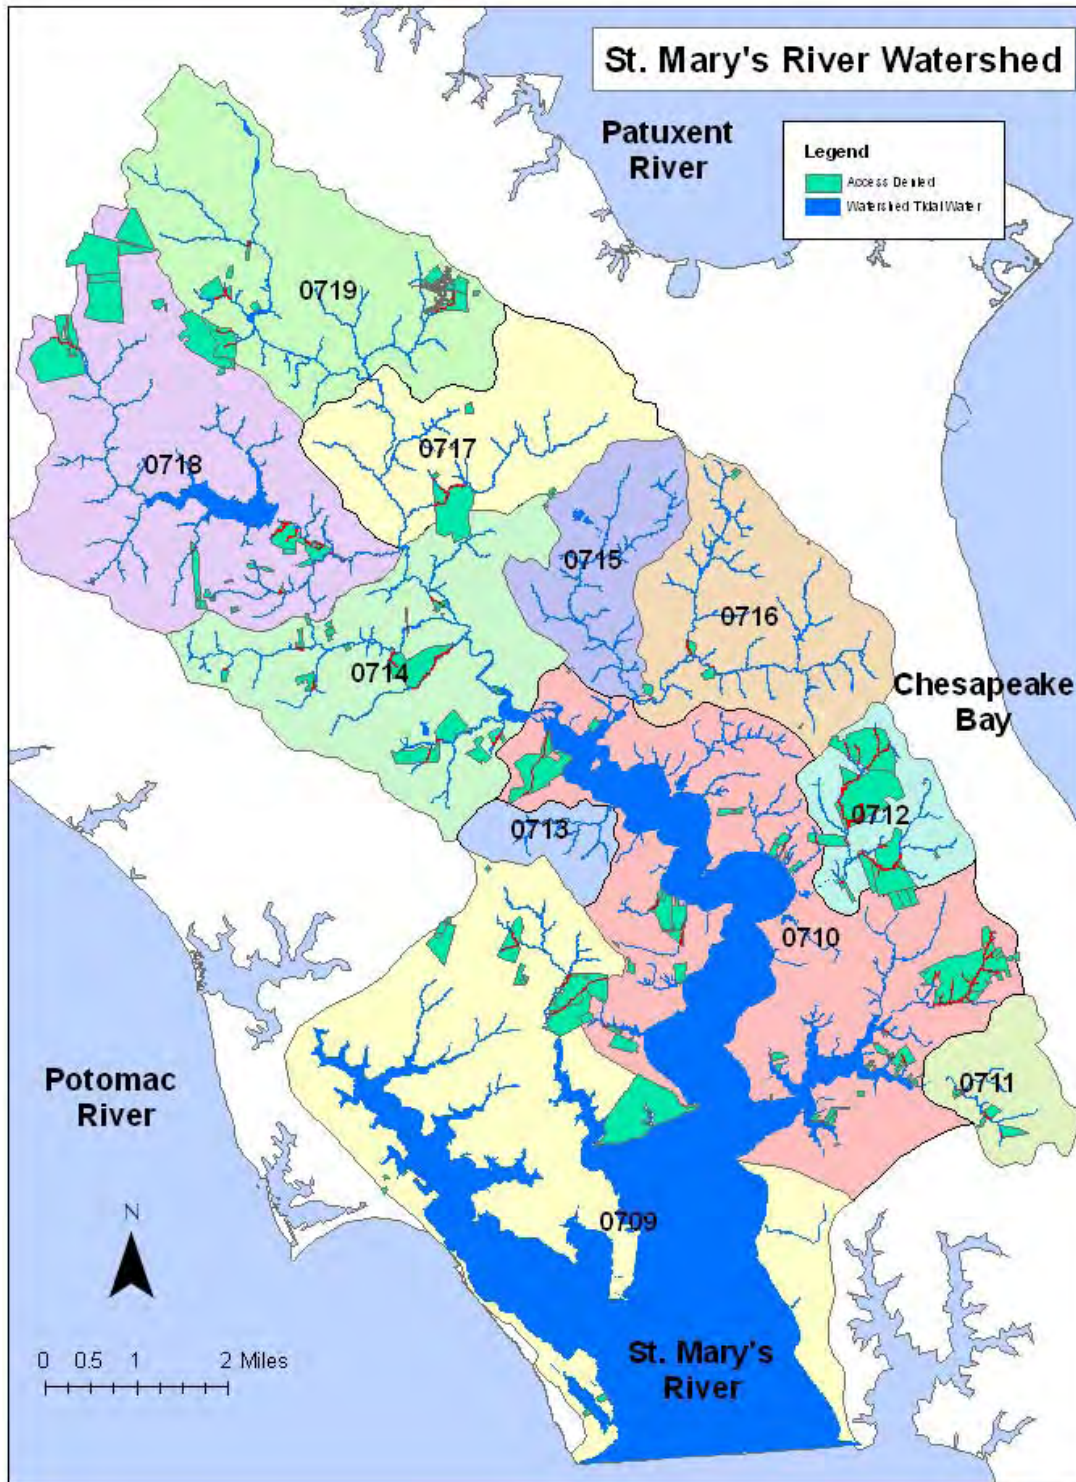 St. Mary's River Watershed
Patuxent
River
Legend
Access Denied
Watershed Tidal Water
0719
0717
0718
0715
0716
0714
Chesapeake
Bay
0712
0713
0710
Potomac
River
0711
N
0709
0 0.5 1 2 Miles
St. Mary's
River